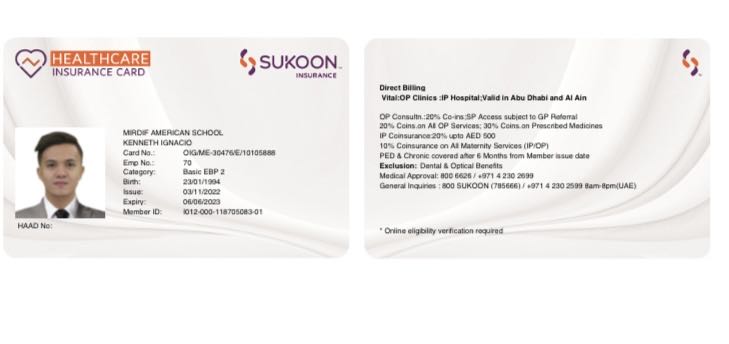 HEALTHCARE
INSURANCE CARD
SUKOON
INSURANCE
MIRDIF AMERICAN SCHOOL
KENNETH IGNACIO
Card No.: OIG/ME-30476/E/10105886
Emp No.: 70
Category: Basic EBP 2
Birth: 23/01/1994
Issue: 03/11/2022
Expiry: 06/06/2023
Member ID: I012-000-118705083-01
HAAD No:
Direct Billing
Vital:OP Clinics :IP Hospital;Valid in Abu Dhabi and Al Ain
OP Consultn.:20% Co-ins;SP Access subject to GP Referral
20% Coins.on All OP Services; 30% Coins.on Prescribed Medicines
IP Coinsurance:20% upto AED 500
10% Coinsurance on All Maternity Services (IP/OP)
PED & Chronic covered after 6 Months from Member issue date
Exclusion: Dental & Optical Benefits
Medical Approval: 800 6626 / +971 4 230 2699
General Inquiries : 800 SUKOON (785666) / +971 4 230 2599 8am-8pm(UAE)
* Online eligibility verification required